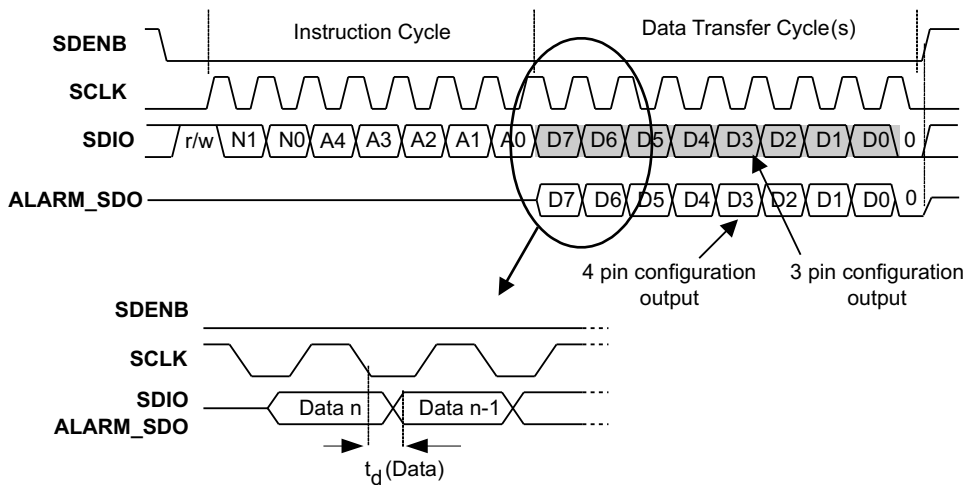 Instruction Cycle
Data Transfer Cycle(s)
SDENB
SCLK
SDIO r/w N1 N0 A4 A3 A2 A1 A0 D7 D6 D5 D4 D3 D2 D1 D0 0
ALARM_SDO D7 D6 D5 D4 D3 D2 D1 D0 0
4 pin configuration
output
3 pin configuration
output
SDENB
SCLK
SDIO
ALARM_SDO
Data n Data n-1
td(Data)